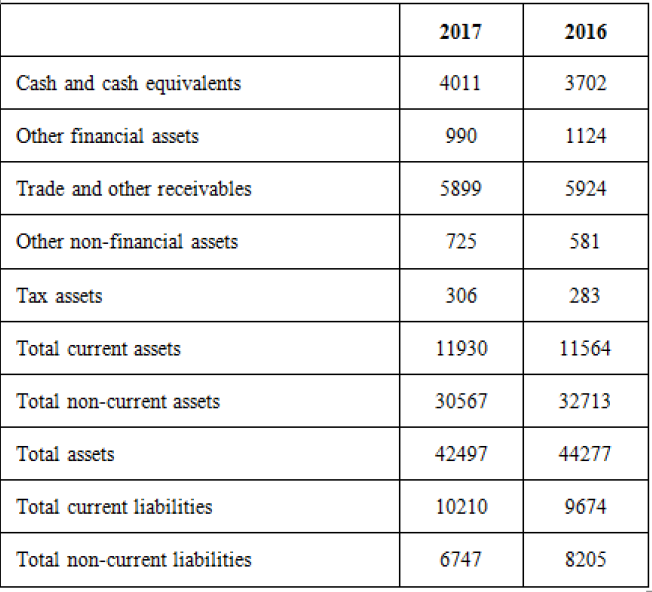 2017 2016
Cash and cash equivalents 4011 3702
Other financial assets 990 1124
Trade and other receivables 5899 5924
Other non-financial assets 725 581
Tax assets 306 283
Total current assets 11930 11564
Total non-current assets 30567 32713
Total assets 42497 44277
Total current liabilities 10210 9674
Total non-current liabilities 6747 8205